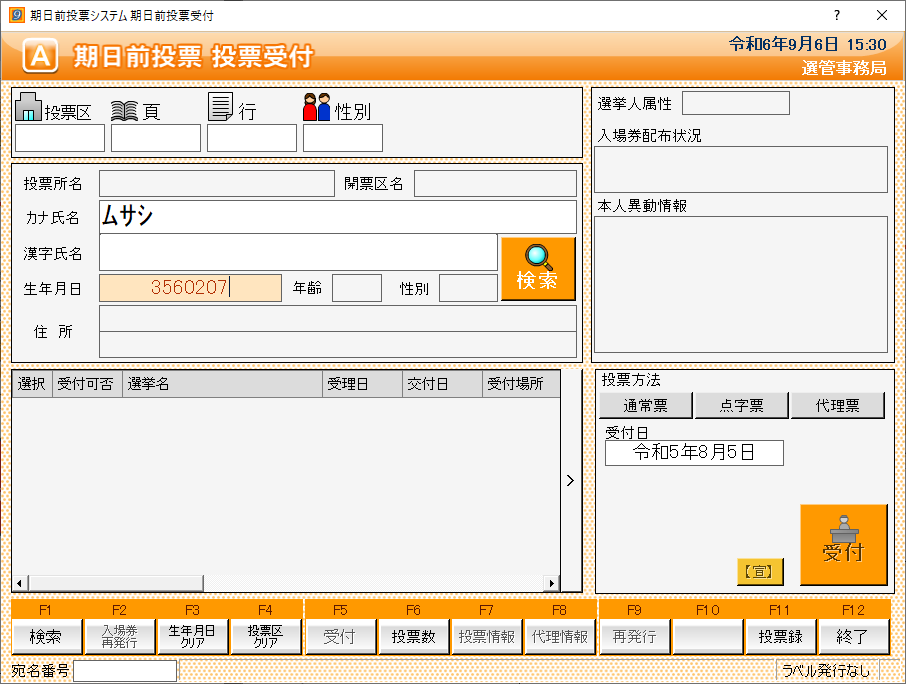 期日前投票システム 期日前投票受付
?
A 期日前投票 投票受付
令和6年9月6日 15:30
選管事務局
投票区 頁 行 性別
選挙人属性
入場券配布状況
本人異動情報
投票所名 開票区名
カナ氏名 ムサシ
漢字氏名
検索
生年月日 3560207 年齢 性別
住 所
選択 受付可否 選挙名 受理日 交付日 受付場所
投票方法
通常票 点字票 代理票
受付日
令和5年8月5日
受付
【宣】
F1 F2 F3 F4 F5 F6 F7 F8 F9 F10 F11 F12
検索 入場券再発行 生年月日クリア 投票区クリア 受付 投票数 投票情報 代理情報 再発行 投票録 終了
宛名番号
ラベル発行なし